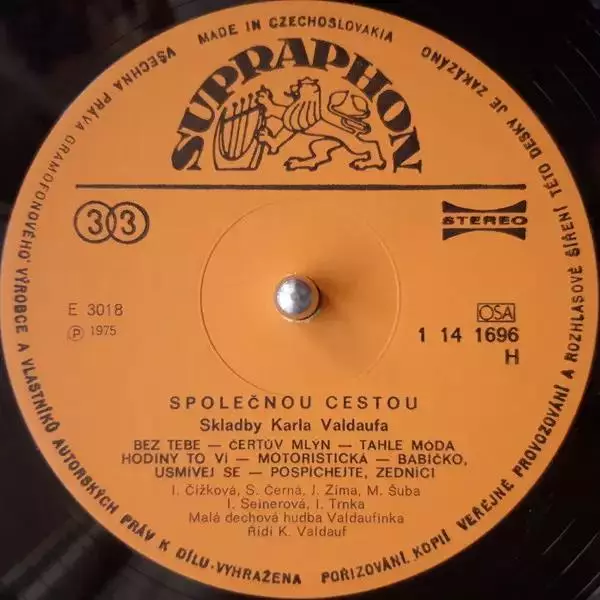 MADE IN CZECHOSLOVAKIA
SUPRAPHON
33
STEREO
E 3018
Ⓟ 1975
OSA
1 14 1696
H
SPOLEČNOU CESTOU
Skladby Karla Valdaufa
BEZ TEBE — ČERTŮV MLÝN — TAHLE MÓDA
HODINY TO VÍ — MOTORISTICKÁ — BABIČKO,
USMÍVEJ SE — POSPÍCHEJTE, ZEDNÍCI
I. Čížková, S. Černá, J. Zíma, M. Šuba
I. Seinerová, I. Trnka
Malá dechová hudba Valdaufinka
Řídí K. Valdauf
VŠECHNA PRÁVA GRAMOFONOVÉHO VÝROBCE A VLASTNÍKŮ AUTORSKÝCH PRÁV K DÍLU VYHRAŽENA POŘIZOVÁNÍ KOPIÍ VEŘEJNÉ PROVOZOVÁNÍ A ROZHLASOVÉ ŠÍŘENÍ TÉTO DESKY JE ZAKÁZÁNO